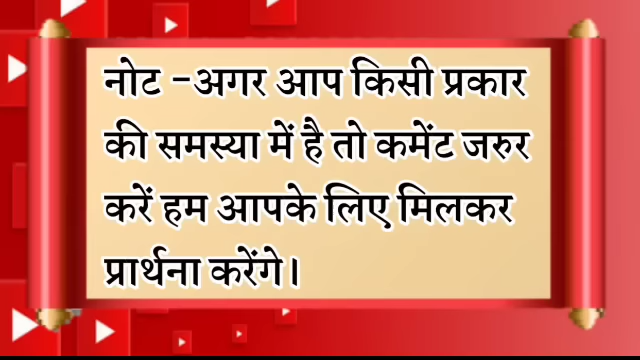 नोट -अगर आप किसी प्रकार
की समस्या में है तो कमेंट जरुर
करें हम आपके लिए मिलकर
प्रार्थना करेंगे।